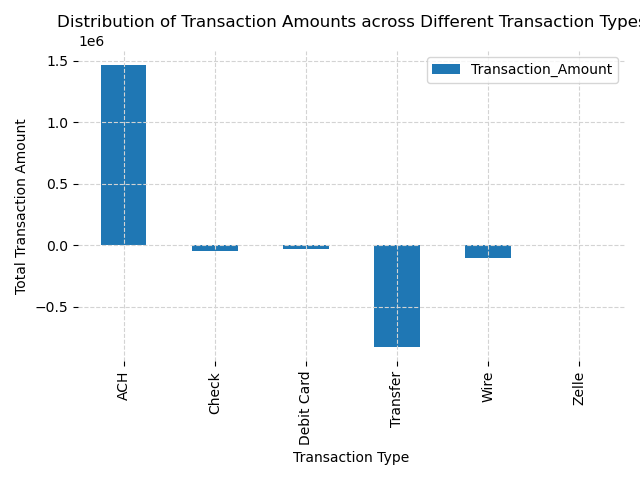 Distribution of Transaction Amounts across Different Transaction Types
1e6
1.5
1.0
0.5
0.0
−0.5
Total Transaction Amount
Transaction_Amount
ACH
Check
Debit Card
Transfer
Wire
Zelle
Transaction Type